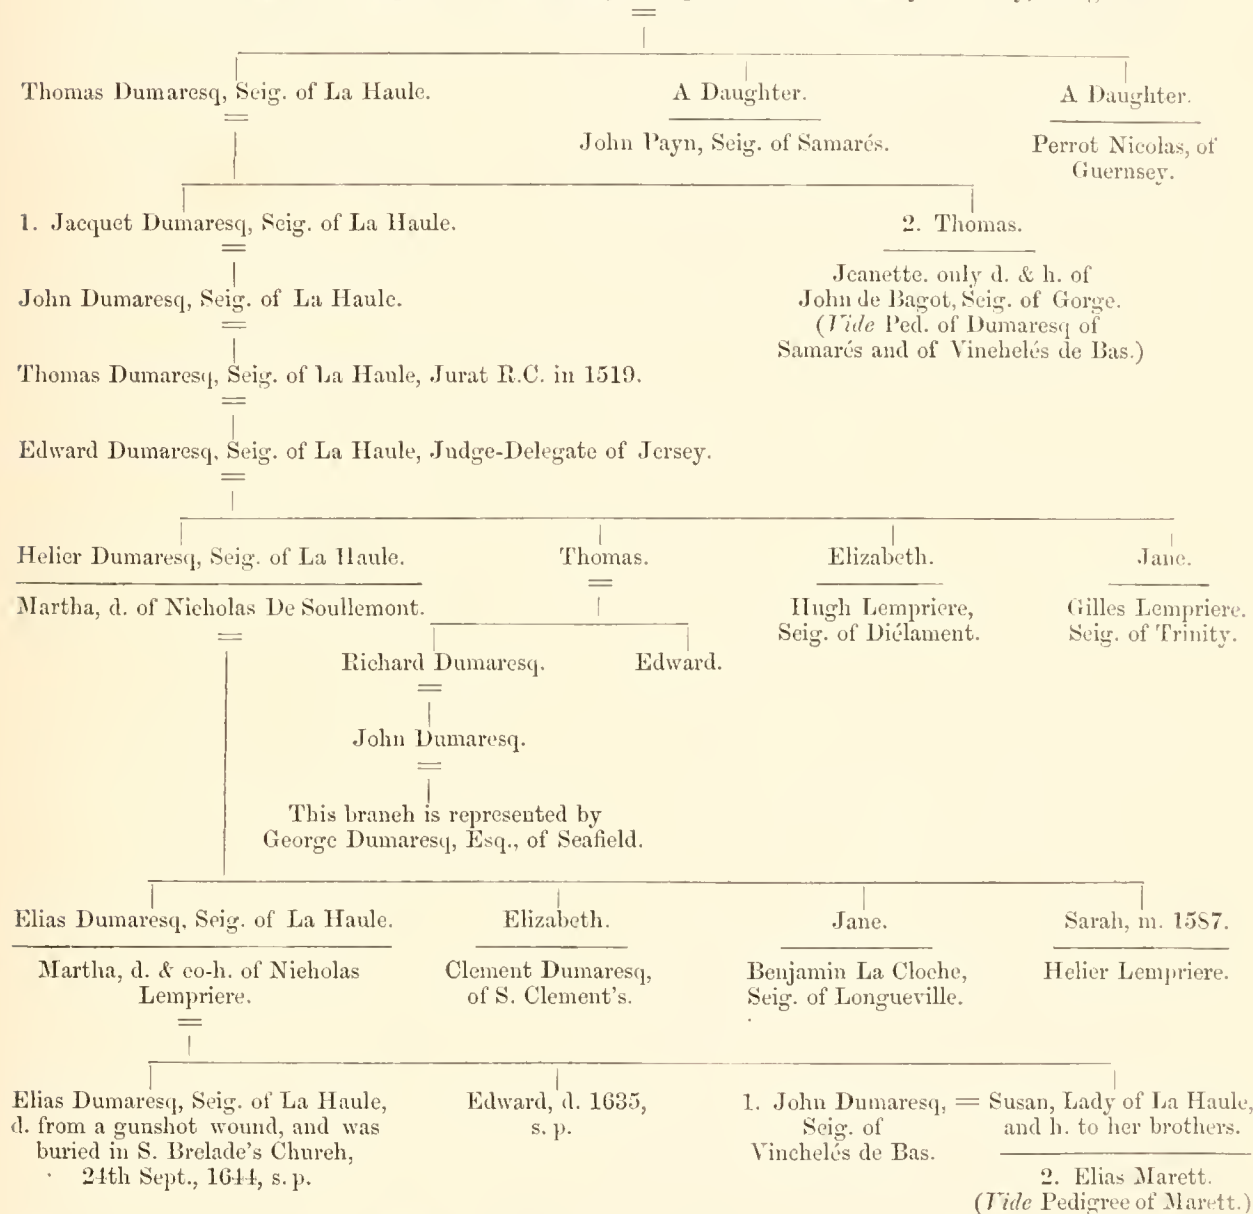 Thomas Dumaresq, Seig. of La Haule.
A Daughter.
A Daughter.
John Payn, Seig. of Samarés.
Perrot Nicolas, of
Guernsey.
1. Jacquet Dumaresq, Seig. of La Haule.
2. Thomas.
Jeanette, only d. & h. of
John de Bagot, Seig. of Gorge.
(Vide Ped. of Dumaresq of
Samarés and of Vinchelés de Bas.)
John Dumaresq, Seig. of La Haule.
Thomas Dumaresq, Seig. of La Haule, Jurat R.C. in 1519.
Edward Dumaresq, Seig. of La Haule, Judge-Delegate of Jersey.
Helier Dumaresq, Seig. of La Haule.
Thomas.
Elizabeth.
Jane.
Martha, d. of Nicholas De Soullemont.
Hugh Lempriere,
Seig. of Diélament.
Gilles Lempriere,
Seig. of Trinity.
Richard Dumaresq.
Edward.
John Dumaresq.
This branch is represented by
George Dumaresq, Esq., of Seafield.
Elias Dumaresq, Seig. of La Haule.
Elizabeth.
Jane.
Sarah, m. 1587.
Martha, d. & co-h. of Nicholas
Lempriere.
Clement Dumaresq,
of S. Clement's.
Benjamin La Cloche,
Seig. of Longueville.
Helier Lempriere.
Elias Dumaresq, Seig. of La Haule,
d. from a gunshot wound, and was
buried in S. Brelade's Church,
24th Sept., 1644, s.p.
Edward, d. 1635,
s. p.
1. John Dumaresq, = Susan, Lady of La Haule,
Seig. of
Vinchelés de Bas.
and h. to her brothers.
2. Elias Marett.
(Vide Pedigree of Marett.)